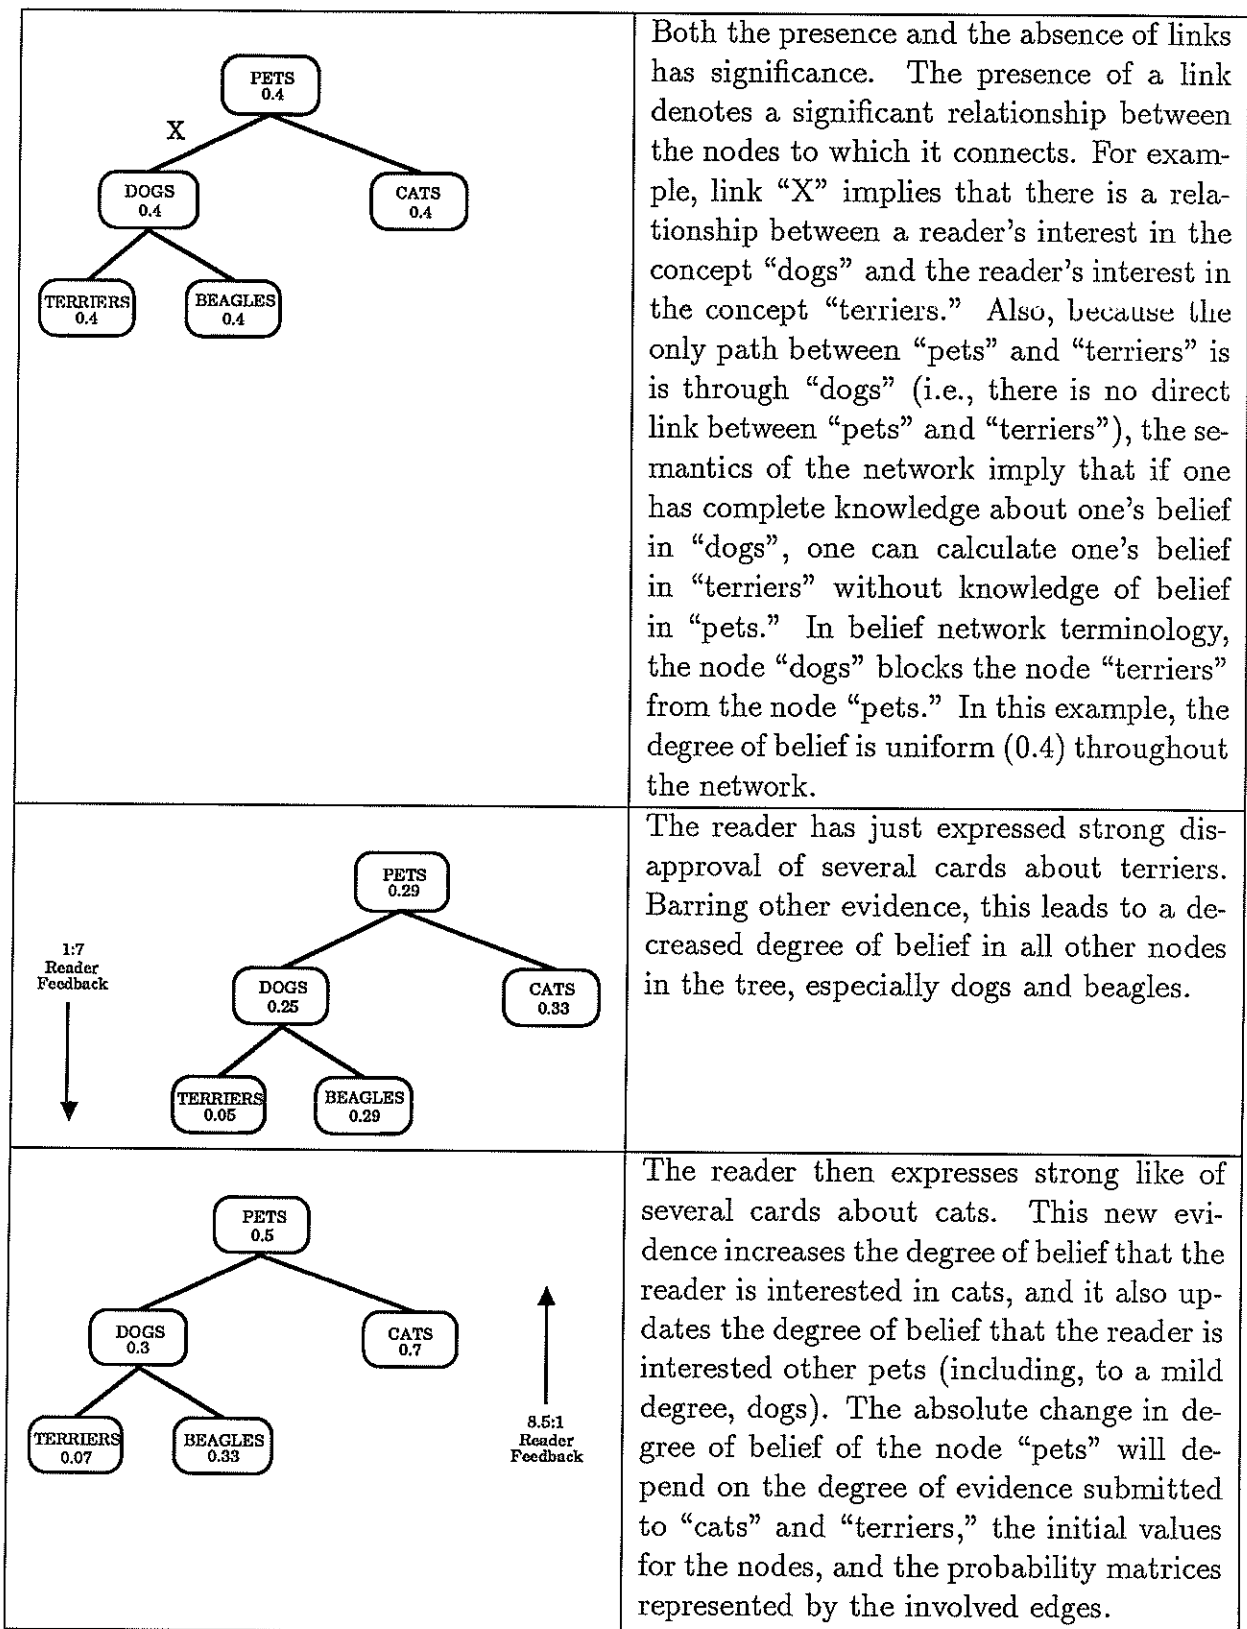 PETS
0.4
X
DOGS
0.4
CATS
0.4
TERRIERS
0.4
BEAGLES
0.4
Both the presence and the absence of links
has significance. The presence of a link
denotes a significant relationship between
the nodes to which it connects. For exam-
ple, link “X” implies that there is a rela-
tionship between a reader's interest in the
concept “dogs” and the reader's interest in
the concept “terriers.” Also, because the
only path between “pets” and “terriers” is
is through “dogs” (i.e., there is no direct
link between “pets” and “terriers”), the se-
mantics of the network imply that if one
has complete knowledge about one's belief
in “dogs”, one can calculate one's belief
in “terriers” without knowledge of belief
in “pets.” In belief network terminology,
the node “dogs” blocks the node “terriers”
from the node “pets.” In this example, the
degree of belief is uniform (0.4) throughout
the network.
PETS
0.29
1:7
Reader
Feedback
DOGS
0.25
CATS
0.33
TERRIERS
0.05
BEAGLES
0.29
The reader has just expressed strong dis-
approval of several cards about terriers.
Barring other evidence, this leads to a de-
creased degree of belief in all other nodes
in the tree, especially dogs and beagles.
PETS
0.5
DOGS
0.3
CATS
0.7
TERRIERS
0.07
BEAGLES
0.33
8.5:1
Reader
Feedback
The reader then expresses strong like of
several cards about cats. This new evi-
dence increases the degree of belief that the
reader is interested in cats, and it also up-
dates the degree of belief that the reader is
interested other pets (including, to a mild
degree, dogs). The absolute change in de-
gree of belief of the node “pets” will de-
pend on the degree of evidence submitted
to “cats” and “terriers,” the initial values
for the nodes, and the probability matrices
represented by the involved edges.